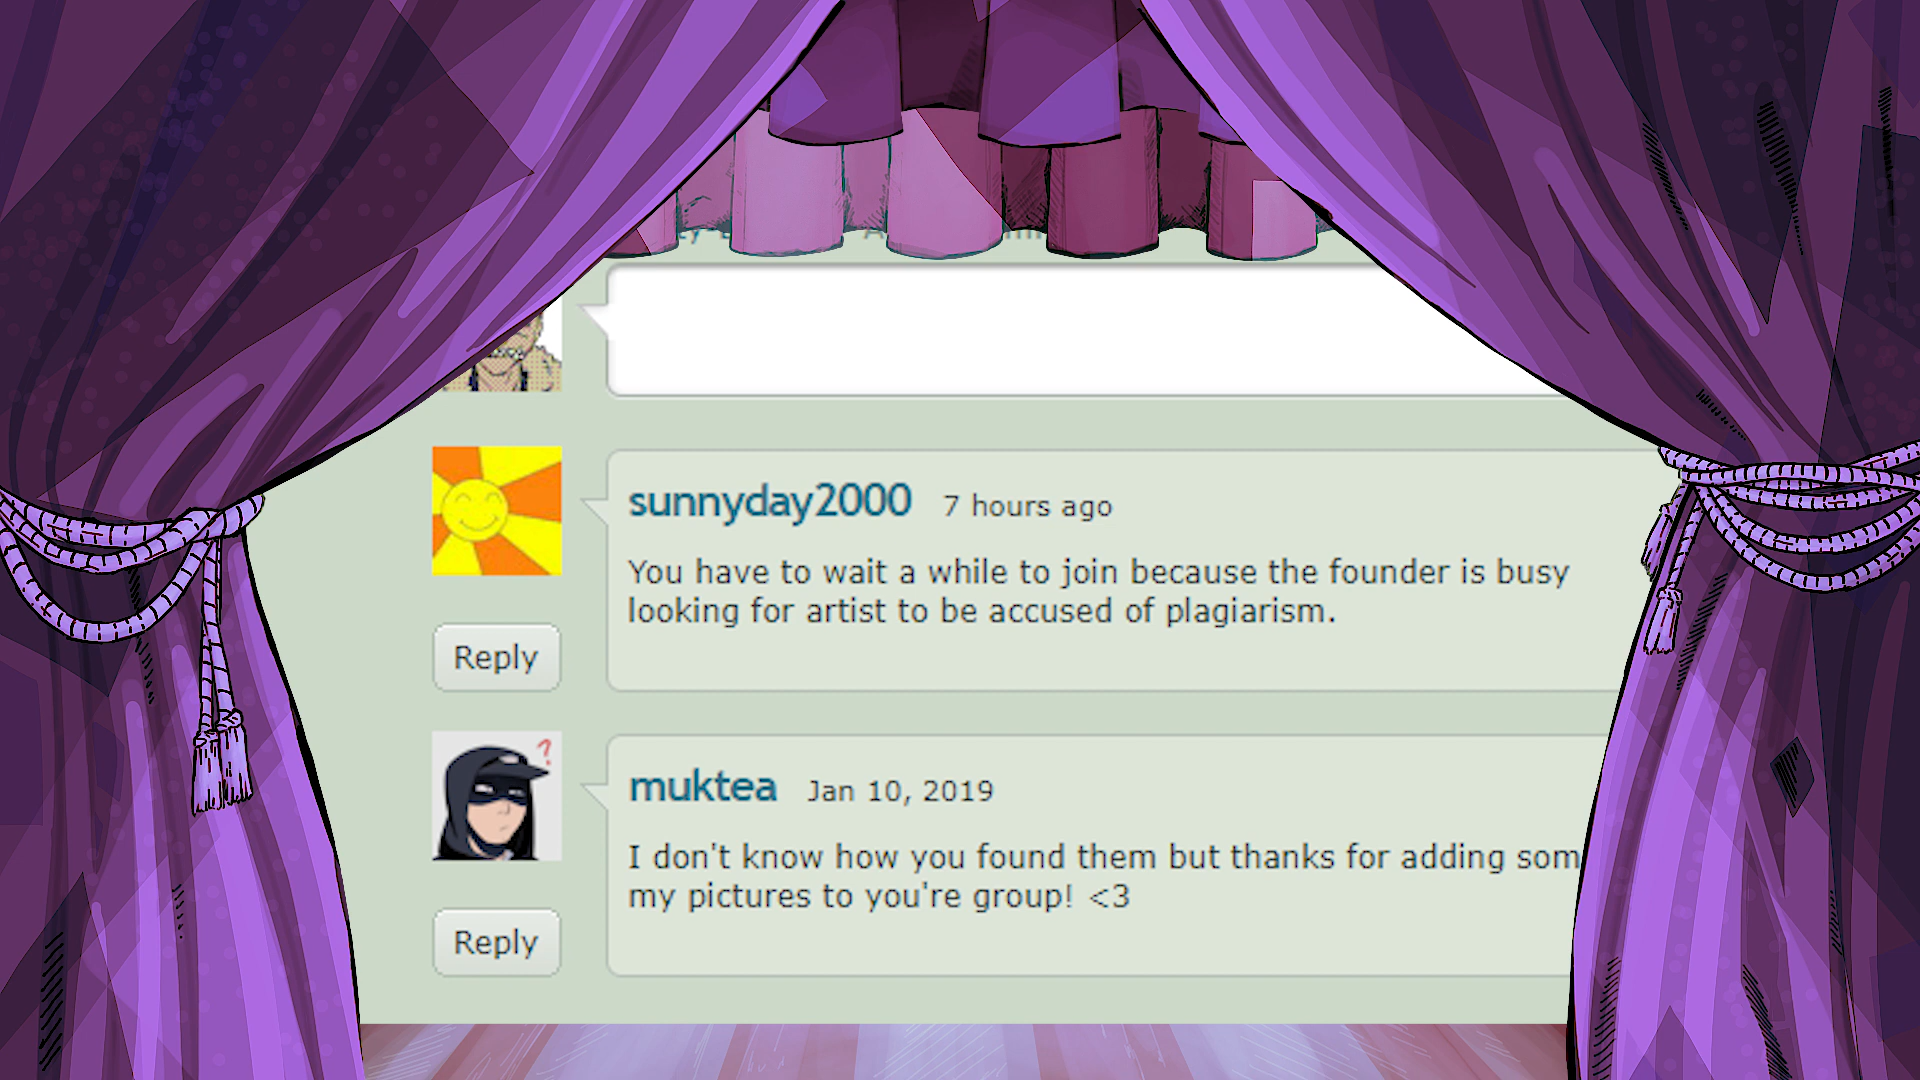 sunnyday2000 7 hours ago
You have to wait a while to join because the founder is busy
looking for artist to be accused of plagiarism.
Reply
?
muktea Jan 10, 2019
I don't know how you found them but thanks for adding som
my pictures to you're group! <3
Reply